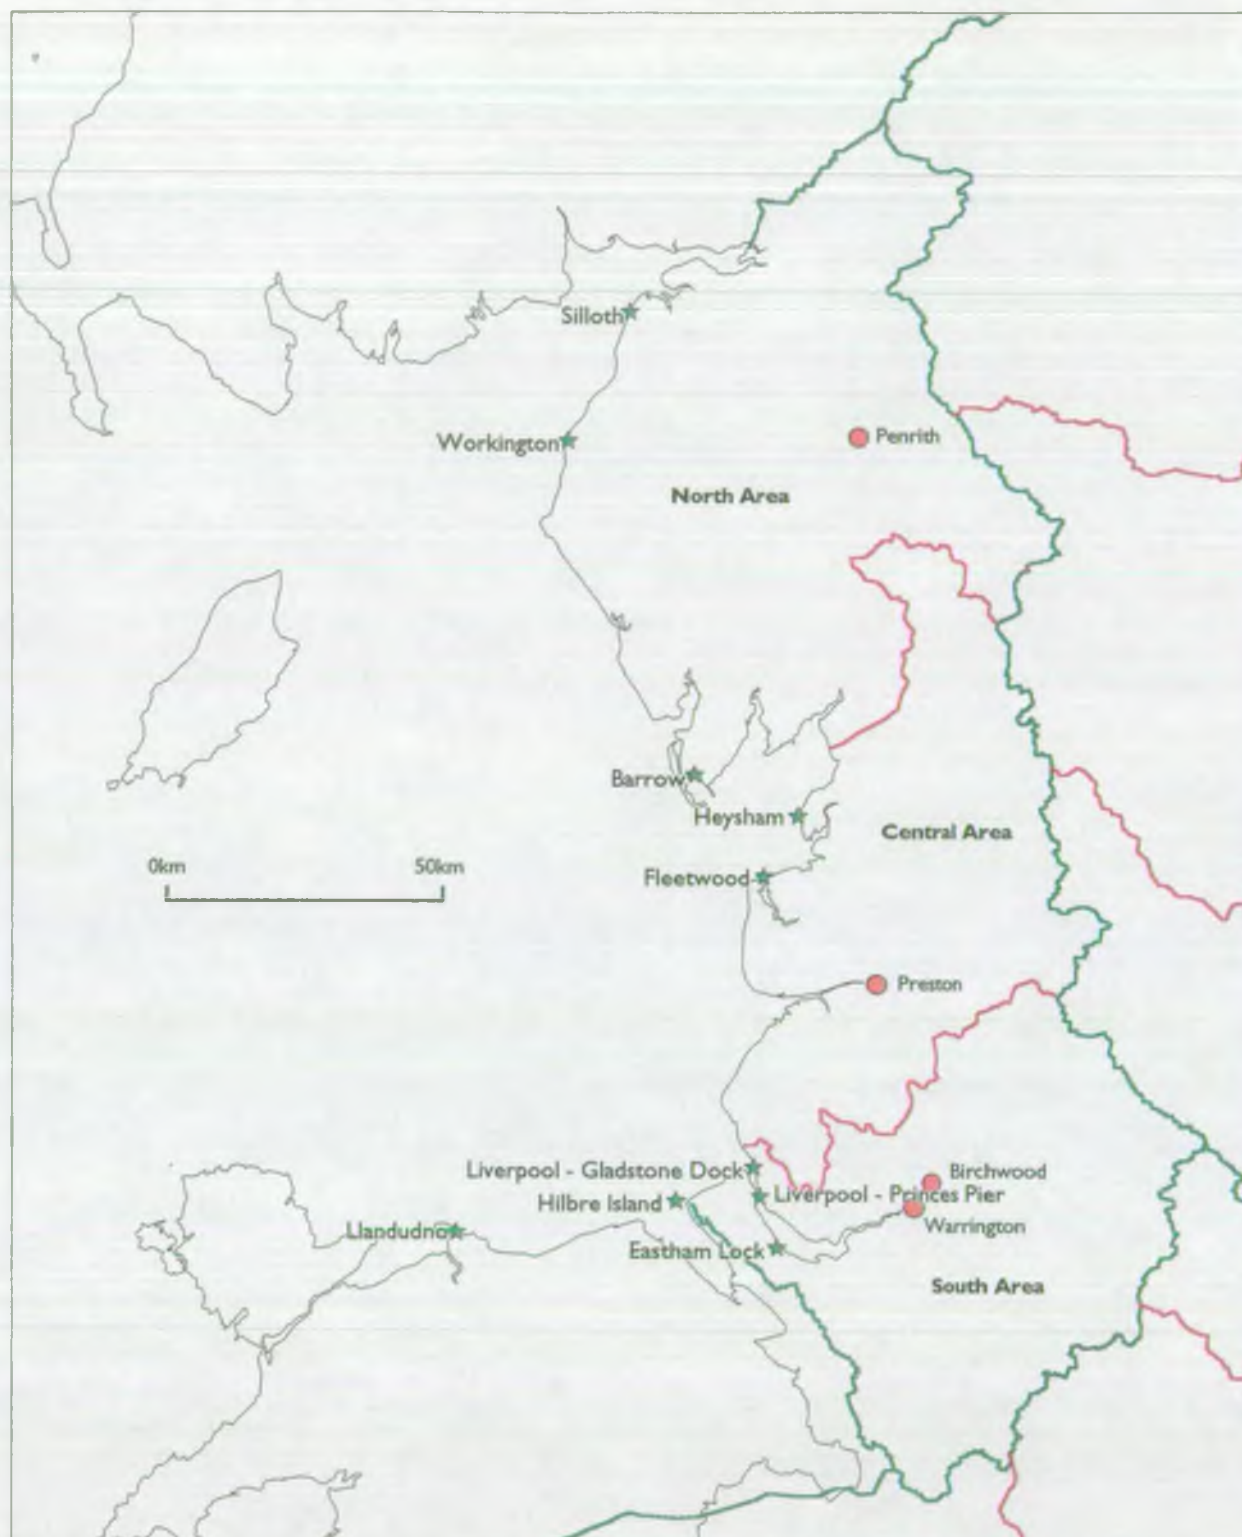 Silloth
Workington
Penrith
North Area
Barrow
Heysham
Central Area
0km 50km
Fleetwood
Preston
Liverpool - Gladstone Dock
Birchwood
Hilbre Island
Liverpool - Princes Pier
Llandudno
Warrington
Eastham Lock
South Area